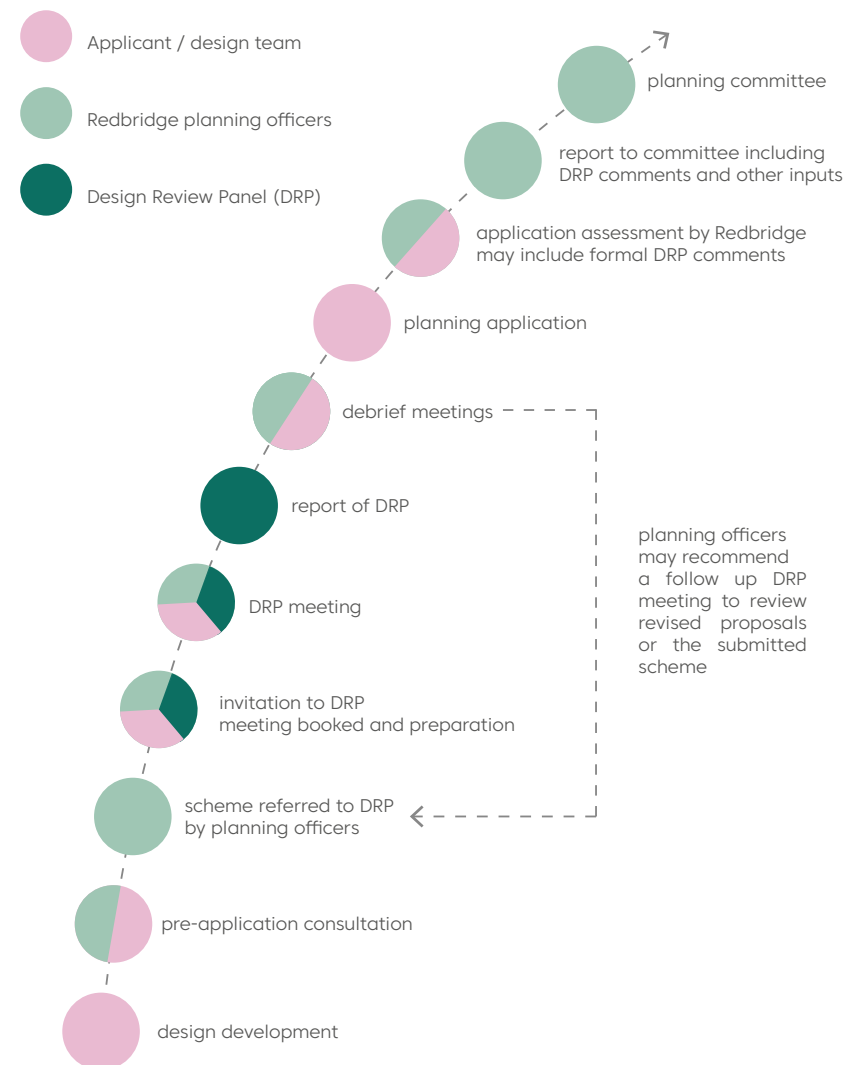 Applicant / design team
Redbridge planning officers
Design Review Panel (DRP)
planning committee
report to committee including
DRP comments and other inputs
application assessment by Redbridge
may include formal DRP comments
planning application
debrief meetings
report of DRP
planning officers
may recommend
a follow up DRP
meeting to review
revised proposals
or the submitted
scheme
DRP meeting
invitation to DRP
meeting booked and preparation
scheme referred to DRP
by planning officers
pre-application consultation
design development